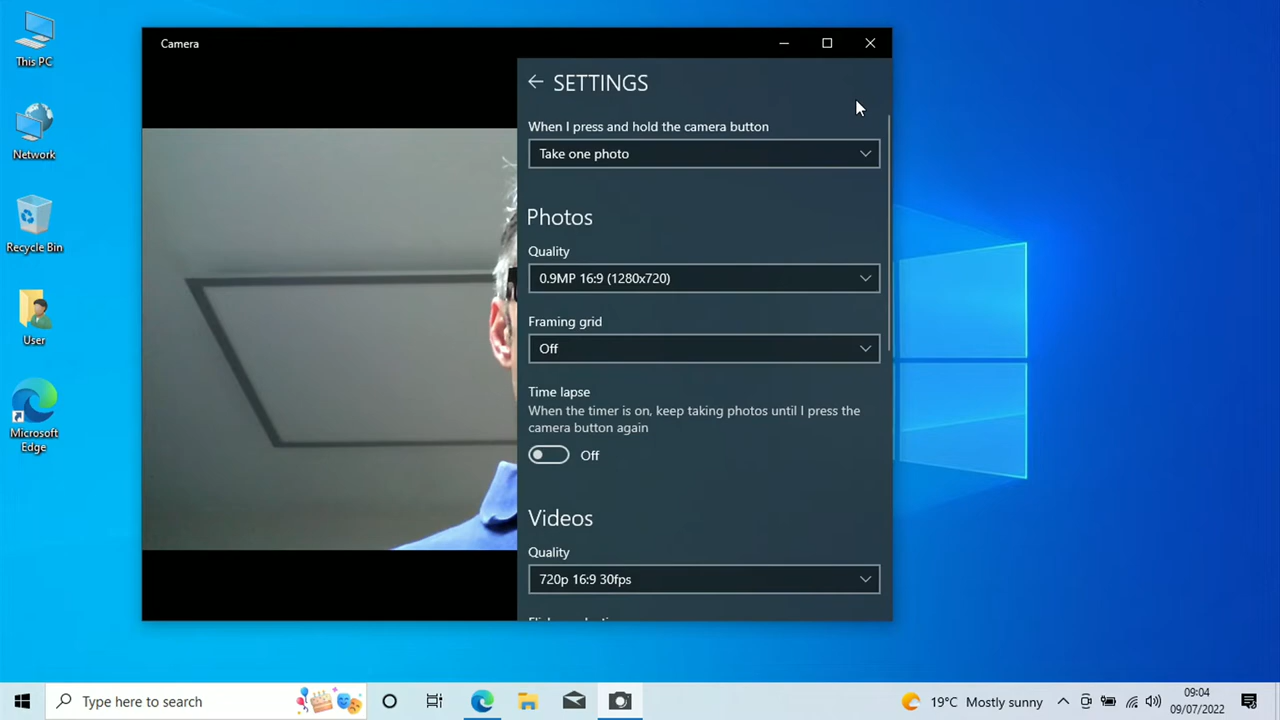 This PC
Network
Recycle Bin
User
Microsoft
Edge
Camera
SETTINGS
When I press and hold the camera button
Take one photo
Photos
Quality
0.9MP 16:9 (1280x720)
Framing grid
Off
Time lapse
When the timer is on, keep taking photos until I press the
camera button again
Off
Videos
Quality
720p 16:9 30fps
Type here to search
19°C Mostly sunny
09:04
09/07/2022